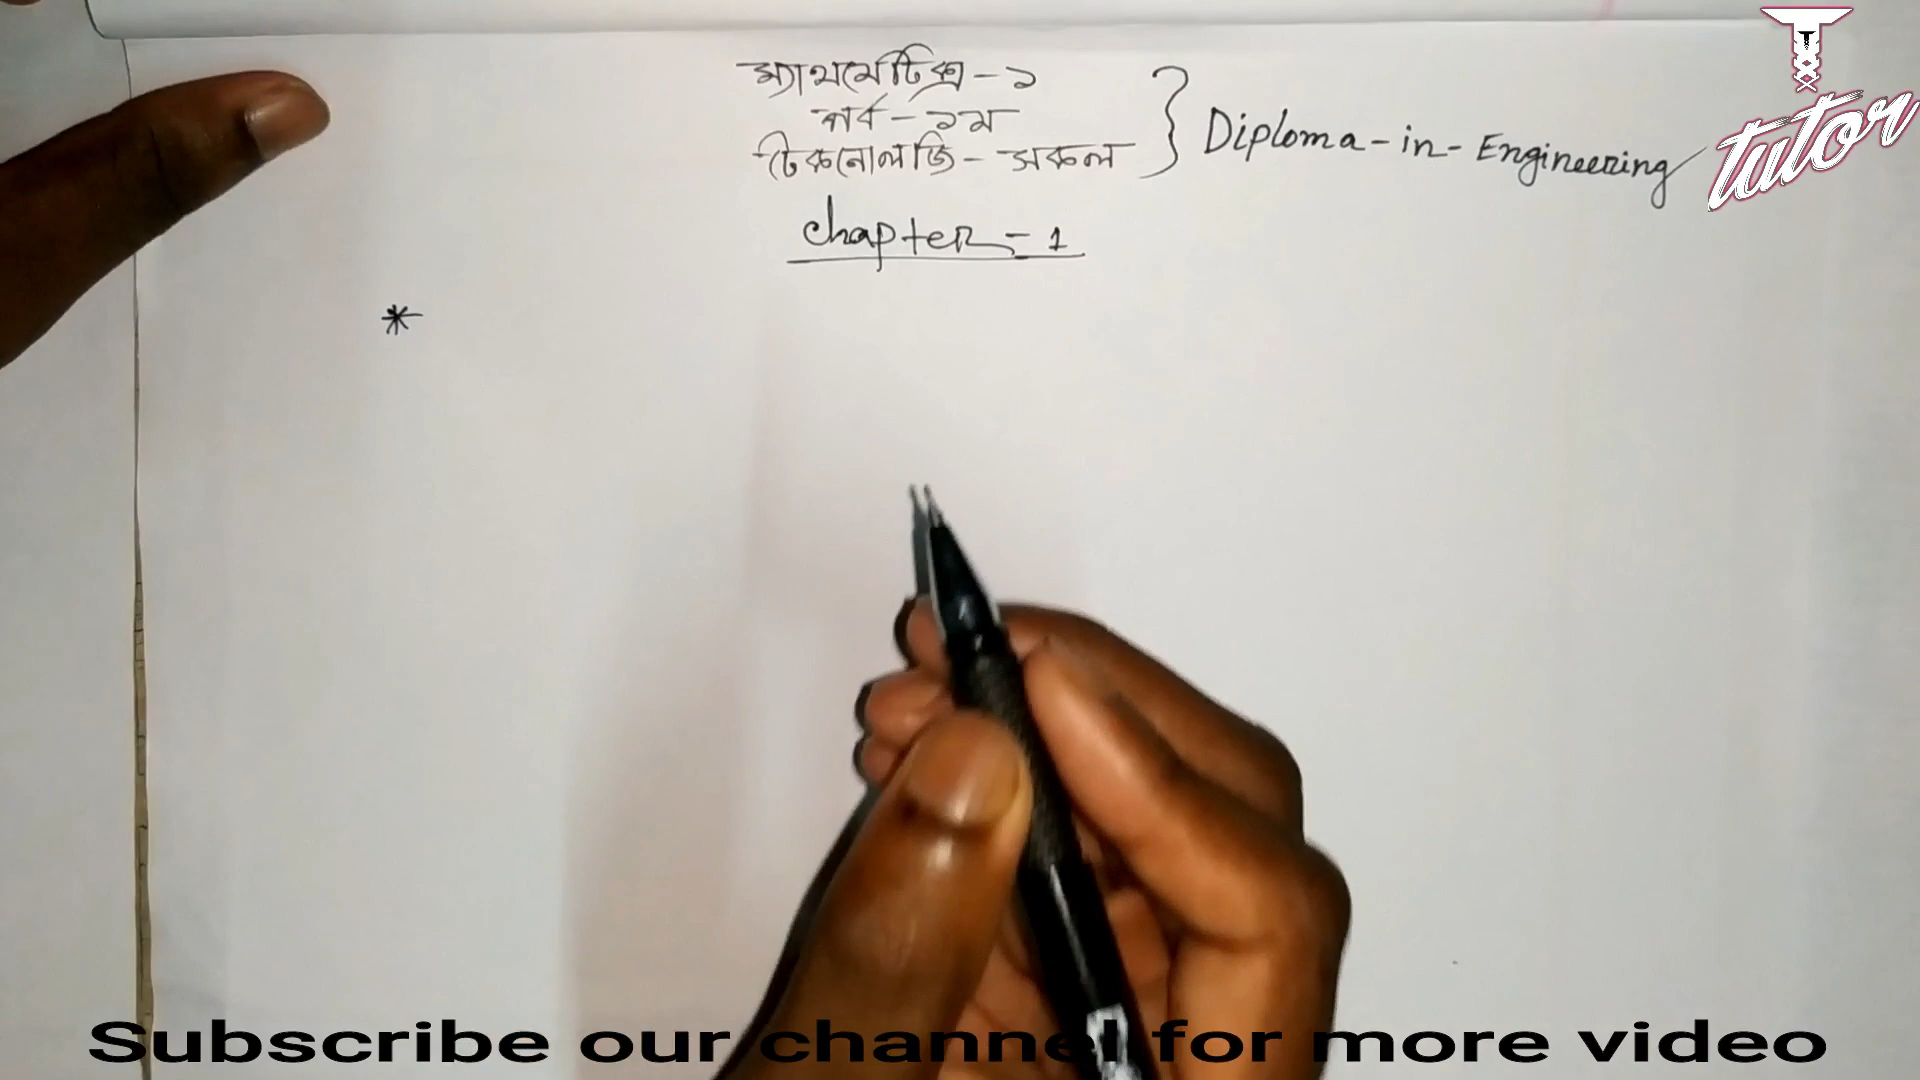 ম্যাথমেটিক্স - ১
পর্ব - ১ম
টেকনোলজি - সকল
} Diploma-in-Engineering
chapter - 1
*
T
tutor
Subscribe our channel for more video